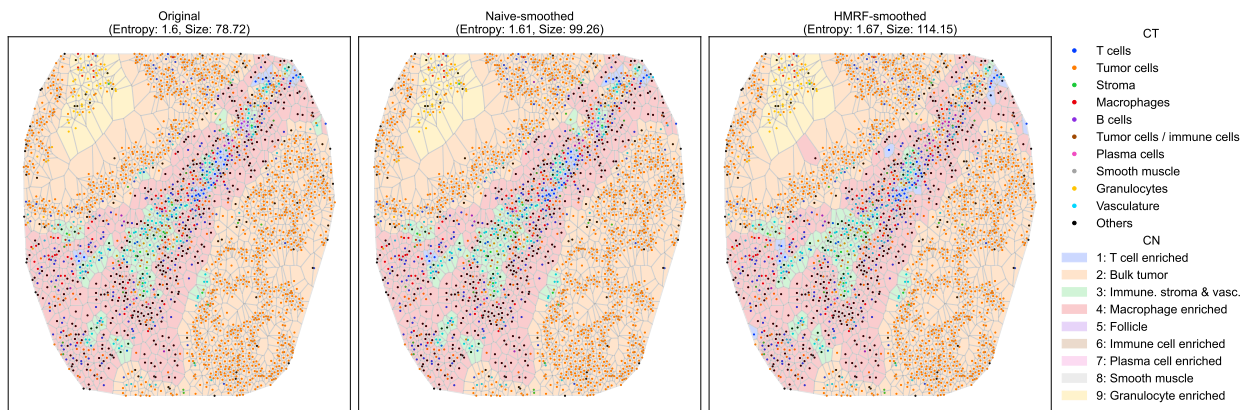 Original
(Entropy: 1.6, Size: 78.72)
Naive-smoothed
(Entropy: 1.61, Size: 99.26)
HMRF-smoothed
(Entropy: 1.67, Size: 114.15)
CT
T cells
Tumor cells
Stroma
Macrophages
B cells
Tumor cells / immune cells
Plasma cells
Smooth muscle
Granulocytes
Vasculature
Others
CN
1: T cell enriched
2: Bulk tumor
3: Immune. stroma & vasc.
4: Macrophage enriched
5: Follicle
6: Immune cell enriched
7: Plasma cell enriched
8: Smooth muscle
9: Granulocyte enriched